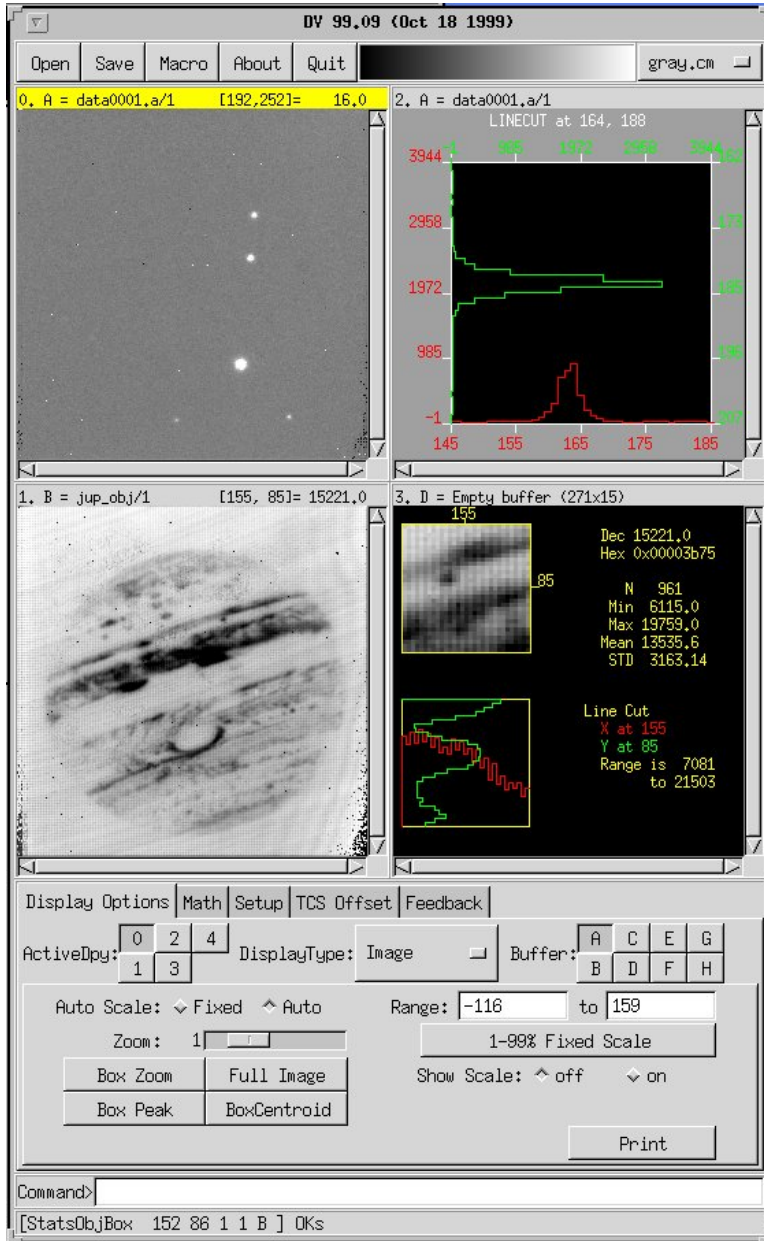 DV 99.09 (Oct 18 1999)
Open Save Macro About Quit gray.cm
0. A = data0001.a/1 [192,252]= 16.0
2. A = data0001.a/1
LINECUT at 164, 188
-1 985 1972 2958 3944
3944 162
2958 173
1972 185
985 196
-1 207
145 155 165 175 185
1. B = jup_obj/1 [155, 85]= 15221.0
3. D = Empty buffer (271x15)
155
85
Dec 15221.0
Hex 0x00003b75
N 961
Min 6115.0
Max 19759.0
Mean 13535.6
STD 3163.14
Line Cut
X at 155
Y at 85
Range is 7081
to 21503
Display Options Math Setup TCS Offset Feedback
ActiveDpy: 0 2 4 DisplayType: Image Buffer: A C E G
1 3 B D F H
Auto Scale: Fixed Auto Range: -116 to 159
Zoom: 1 1-99% Fixed Scale
Box Zoom Full Image Show Scale: off on
Box Peak BoxCentroid
Print
Command>
[StatsObjBox 152 86 1 1 B ] OKs